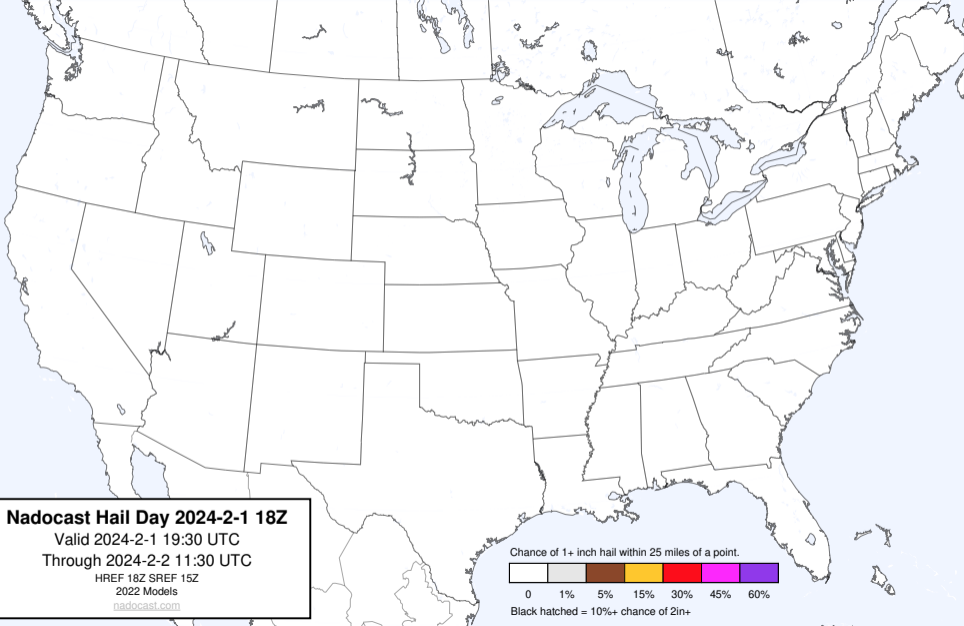 Nadocast Hail Day 2024-2-1 18Z
Valid 2024-2-1 19:30 UTC
Through 2024-2-2 11:30 UTC
HREF 18Z SREF 15Z
2022 Models
nadocast.com
Chance of 1+ inch hail within 25 miles of a point.
0 1% 5% 15% 30% 45% 60%
Black hatched = 10%+ chance of 2in+